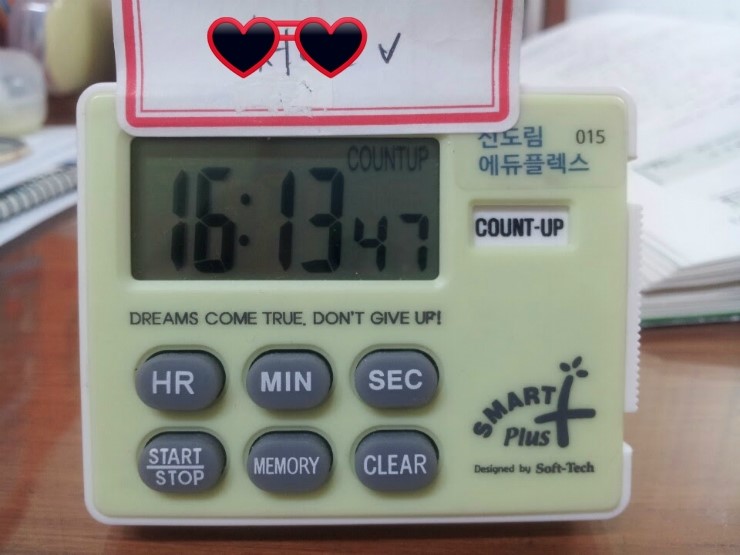 ✓
COUNTUP
16:13 47
신도림 015
에듀플렉스
COUNT-UP
DREAMS COME TRUE, DON'T GIVE UP!
HR MIN SEC
START
STOP
MEMORY CLEAR
SMART
Plus
Designed by Soft-Tech